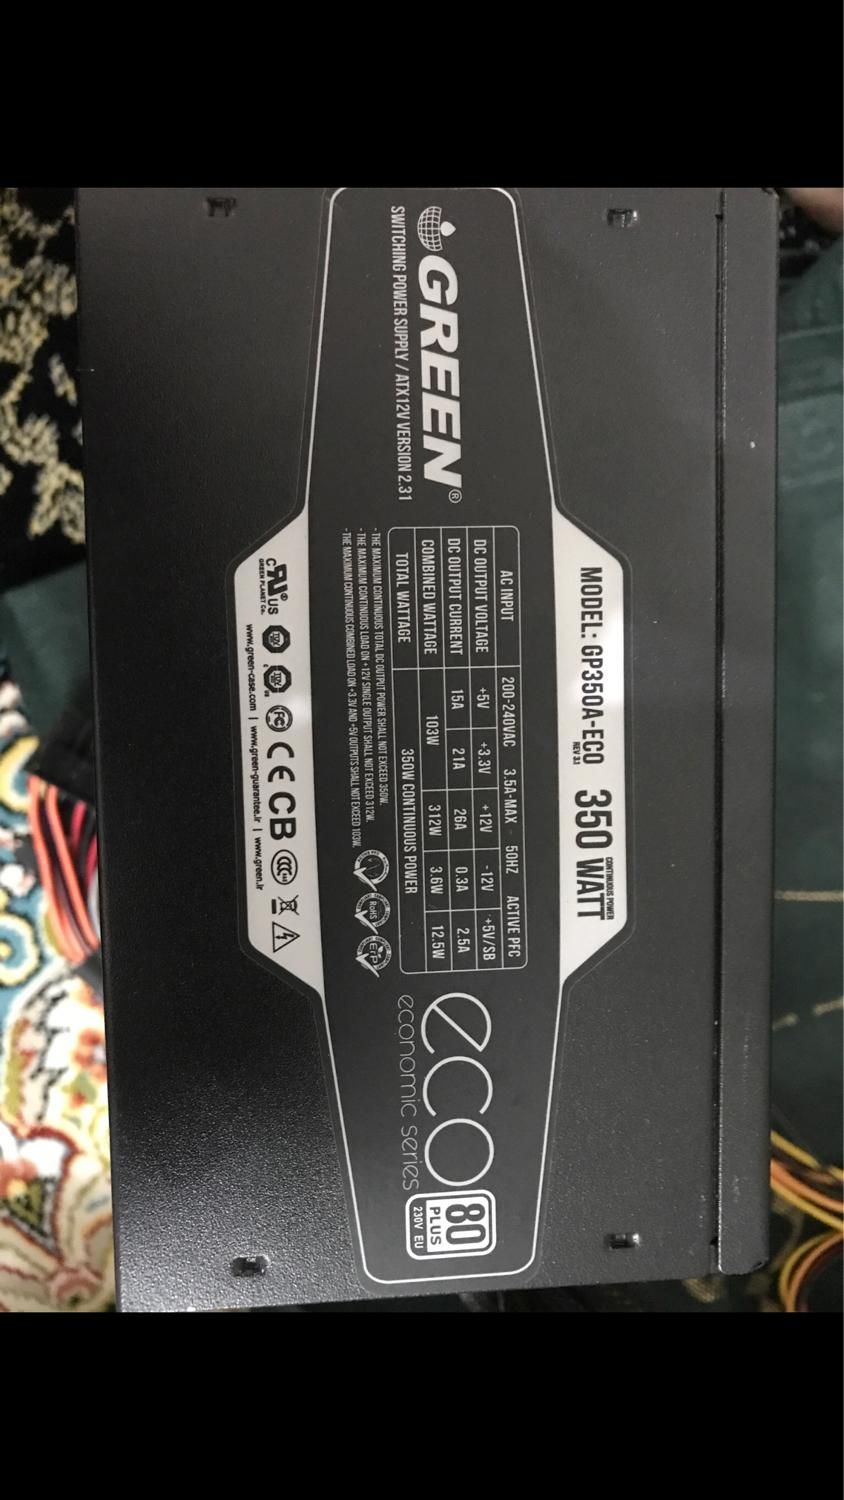 GREEN®
SWITCHING POWER SUPPLY / ATX12V VERSION 2.31
MODEL: GP350A-ECO
REV 3.1
350 WATT
CONTINUOUS POWER
AC INPUT 200-240VAC 3.5A-MAX 50HZ ACTIVE PFC
DC OUTPUT VOLTAGE +5V +3.3V +12V -12V +5V/SB
DC OUTPUT CURRENT 15A 21A 26A 0.3A 2.5A
COMBINED WATTAGE 103W 312W 3.6W 12.5W
TOTAL WATTAGE 350W CONTINUOUS POWER
- THE MAXIMUM CONTINUOUS TOTAL DC OUTPUT POWER SHALL NOT EXCEED 350W.
- THE MAXIMUM CONTINUOUS LOAD ON +12V SINGLE OUTPUT SHALL NOT EXCEED 312W.
- THE MAXIMUM CONTINUOUS COMBINED LOAD ON +3.3V AND +5V OUTPUTS SHALL NOT EXCEED 103W.
RoHS
ErP
eco
economic series
80
PLUS
230V EU
c RU® US
GREEN PLANET Co.
FC CE CB CCC
www.green-case.com | www.green-guarantee.ir | www.green.ir